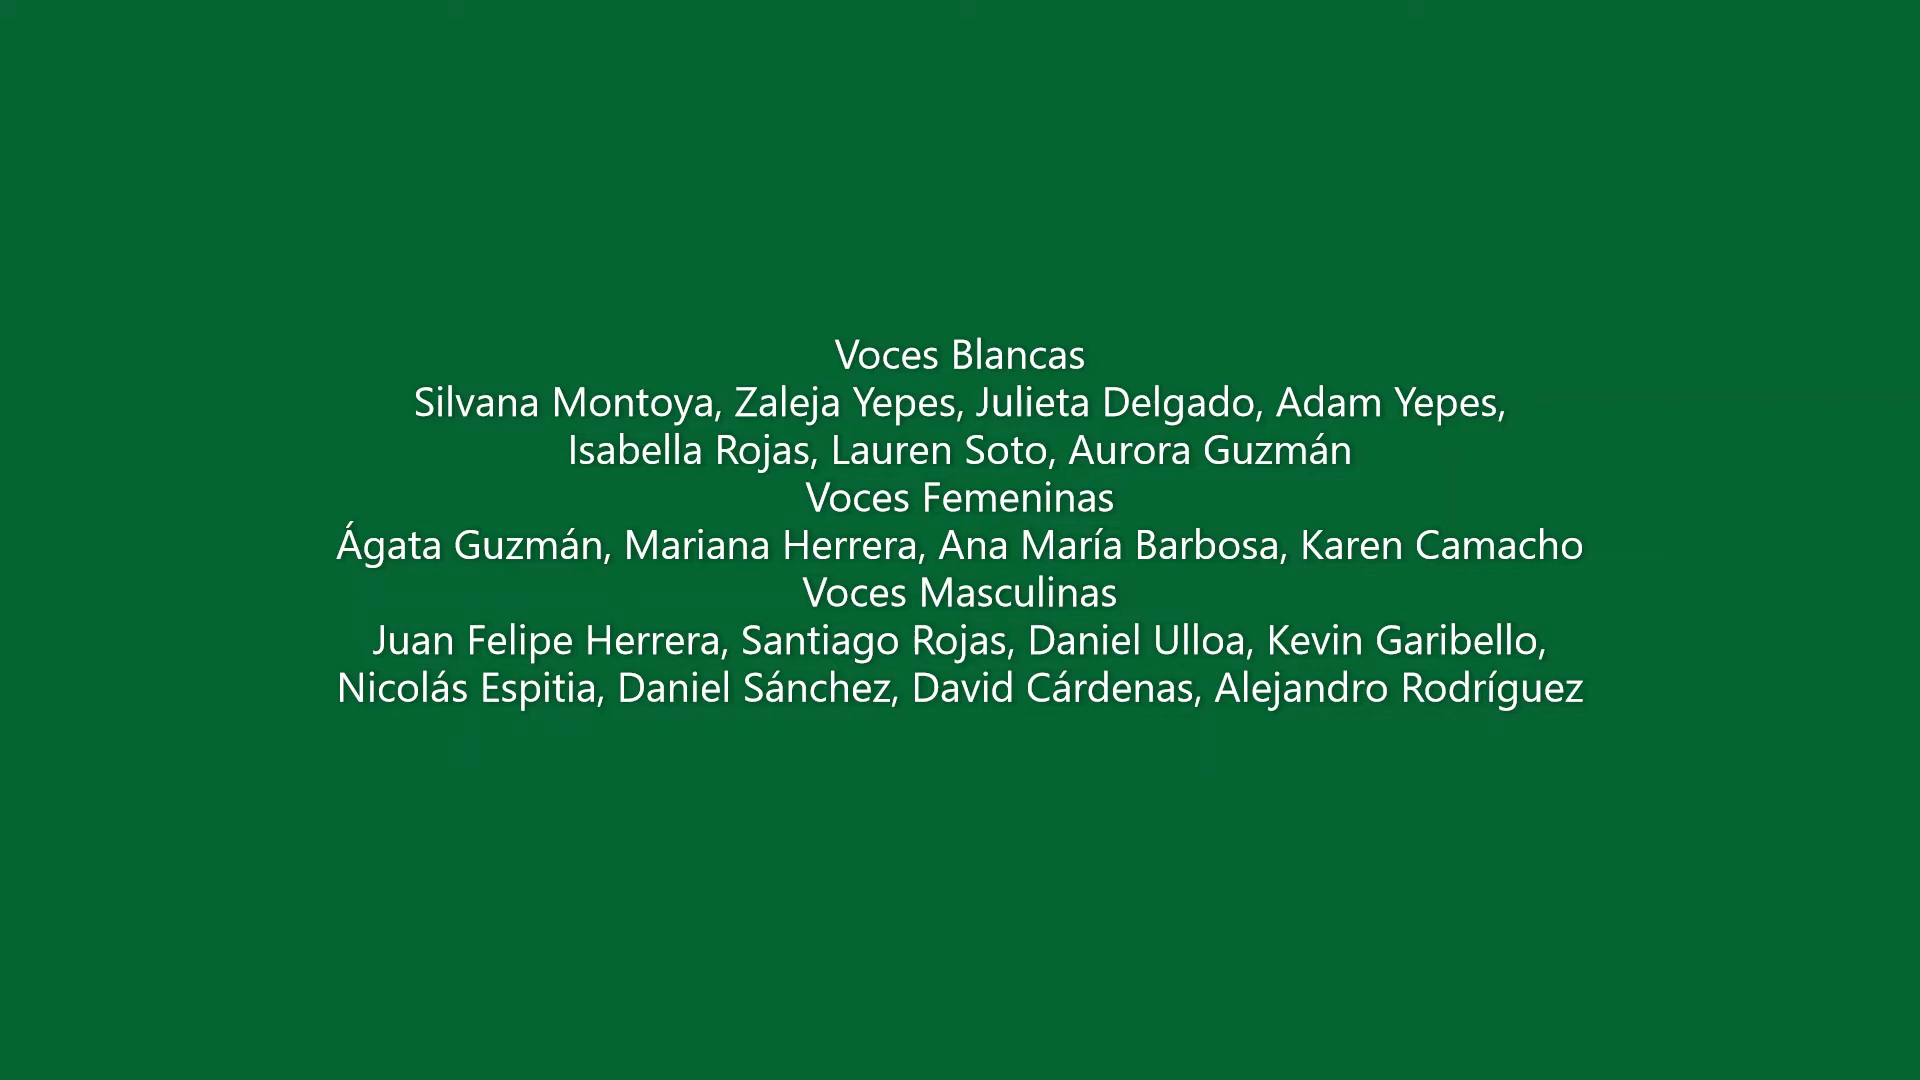 Voces Blancas
Silvana Montoya, Zaleja Yepes, Julieta Delgado, Adam Yepes,
Isabella Rojas, Lauren Soto, Aurora Guzmán
Voces Femeninas
Ágata Guzmán, Mariana Herrera, Ana María Barbosa, Karen Camacho
Voces Masculinas
Juan Felipe Herrera, Santiago Rojas, Daniel Ulloa, Kevin Garibello,
Nicolás Espitia, Daniel Sánchez, David Cárdenas, Alejandro Rodríguez